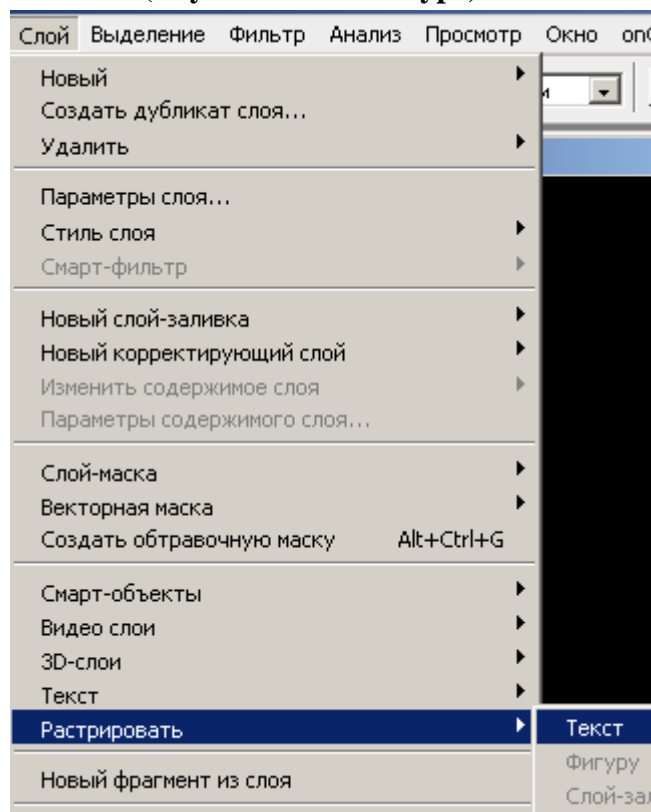 Слой Выделение Фильтр Анализ Просмотр Окно
Новый
Создать дубликат слоя...
Удалить
Параметры слоя...
Стиль слоя
Смарт-фильтр
Новый слой-заливка
Новый корректирующий слой
Изменить содержимое слоя
Параметры содержимого слоя...
Слой-маска
Векторная маска
Создать обтравочную маску Alt+Ctrl+G
Смарт-объекты
Видео слои
3D-слои
Текст
Растрировать
Текст
Фигуру
Новый фрагмент из слоя